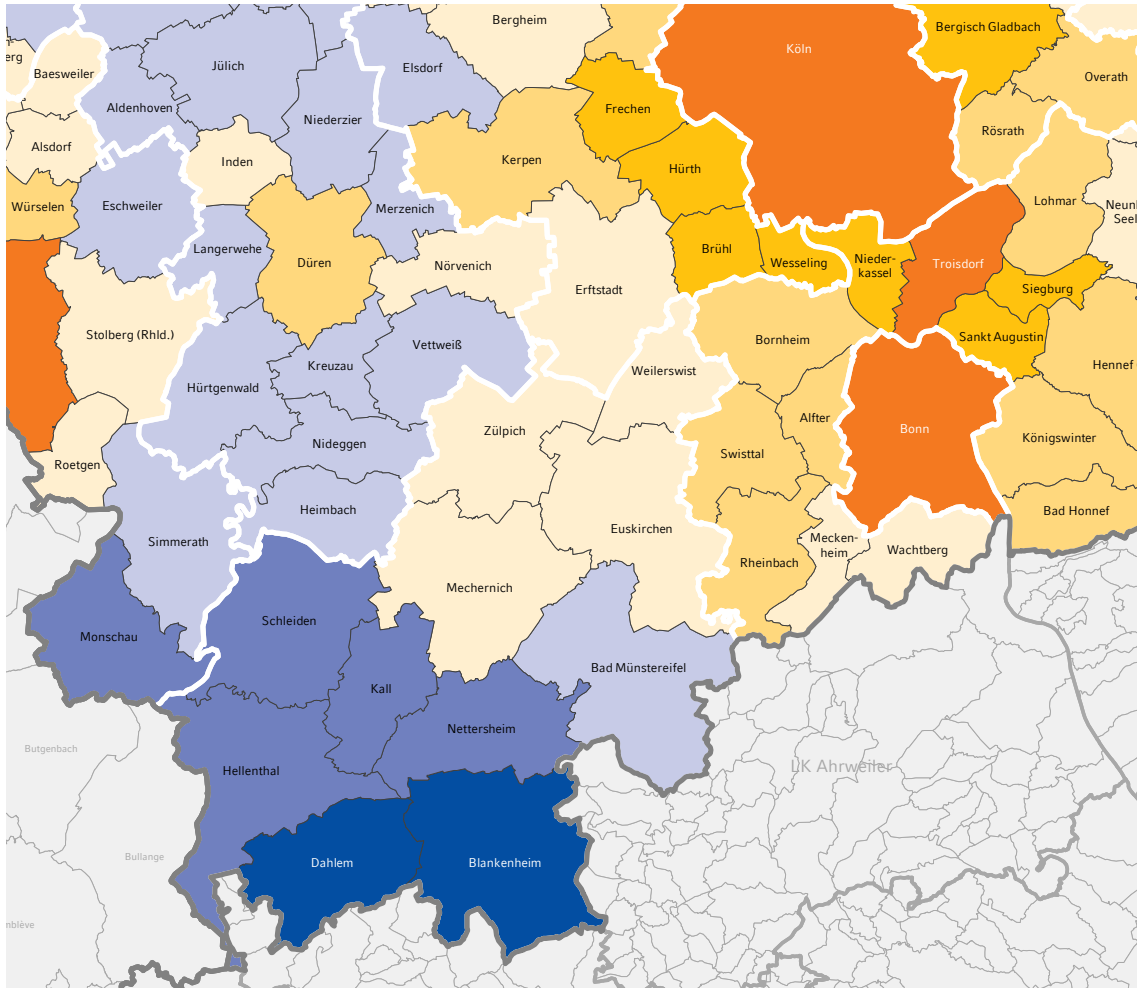 Bergheim
Bergisch Gladbach
Köln
erg
Baesweiler
Jülich
Elsdorf
Overath
Aldenhoven
Frechen
Niederzier
Rösrath
Alsdorf
Inden
Kerpen
Hürth
Würselen
Eschweiler
Merzenich
Lohmar
Neunk
Seel
Langerwehe
Düren
Nörvenich
Brühl
Wesseling
Nieder-
kassel
Troisdorf
Erftstadt
Siegburg
Stolberg (Rhld.)
Vettweiß
Bornheim
Sankt Augustin
Kreuzau
Weilerswist
Hennef
Hürtgenwald
Alfter
Zülpich
Nideggen
Bonn
Königswinter
Roetgen
Swisttal
Heimbach
Bad Honnef
Simmerath
Euskirchen
Mecken-
heim
Wachtberg
Rheinbach
Mechernich
Monschau
Schleiden
Bad Münstereifel
Kall
Nettersheim
Butgenbach
Hellenthal
LK Ahrweiler
Bullange
Dahlem
Blankenheim
mblève